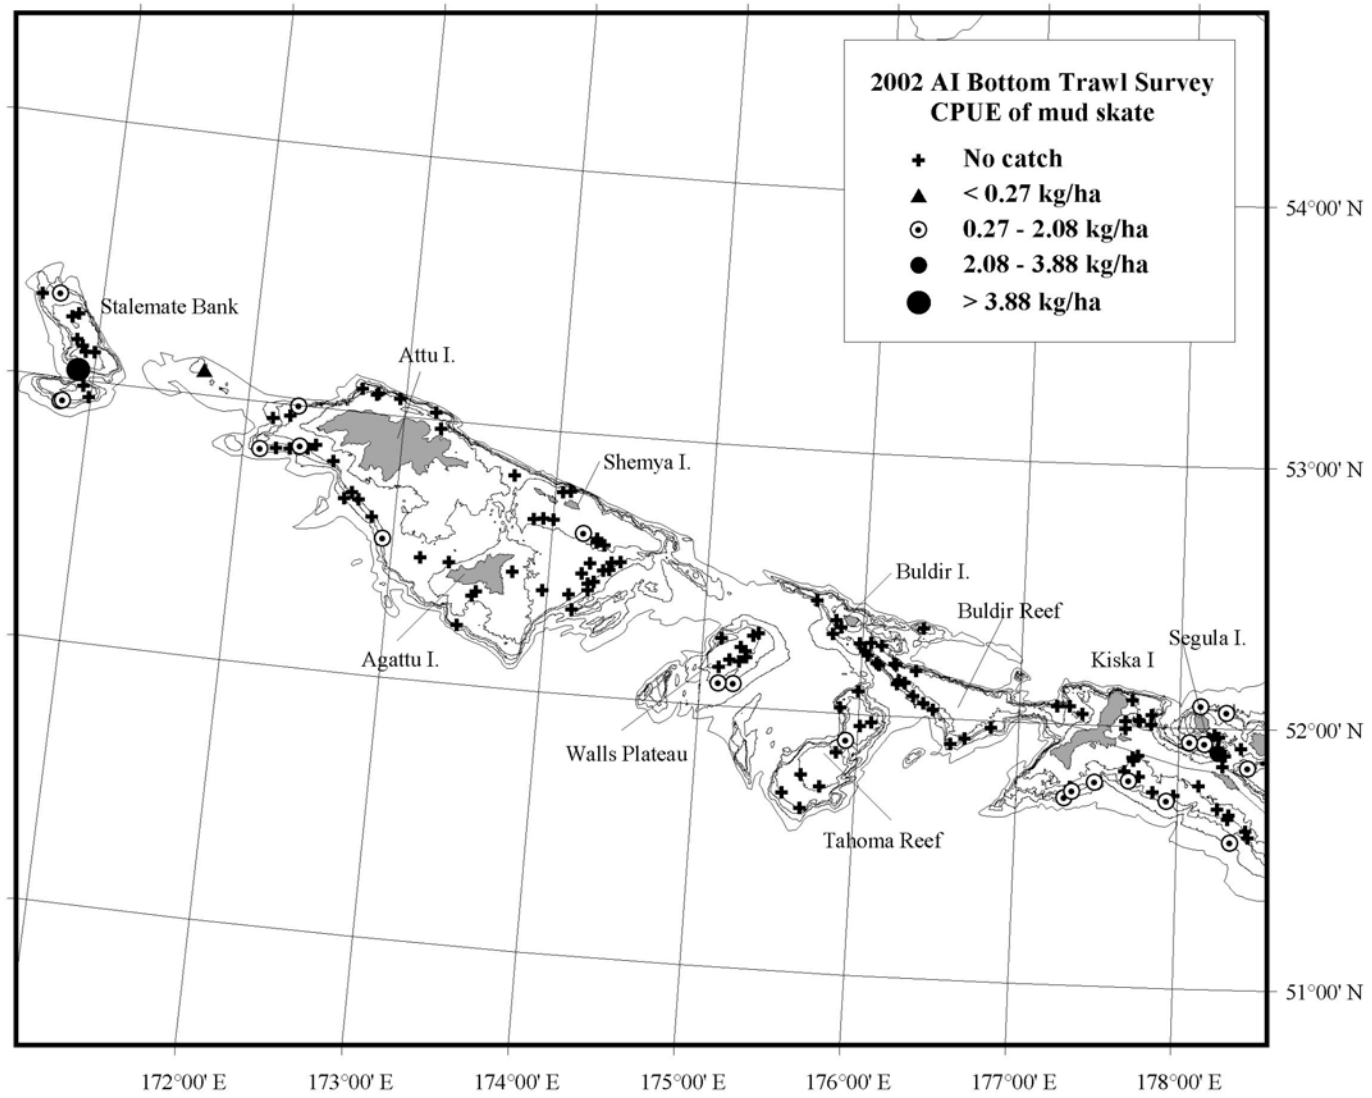 2002 AI Bottom Trawl Survey
CPUE of mud skate
No catch
< 0.27 kg/ha
0.27 - 2.08 kg/ha
2.08 - 3.88 kg/ha
> 3.88 kg/ha
54°00' N
Stalemate Bank
Attu I.
Shemya I.
53°00' N
Buldir I.
Buldir Reef
Segula I.
Agattu I.
Kiska I
52°00' N
Walls Plateau
Tahoma Reef
51°00' N
172°00' E
173°00' E
174°00' E
175°00' E
176°00' E
177°00' E
178°00' E